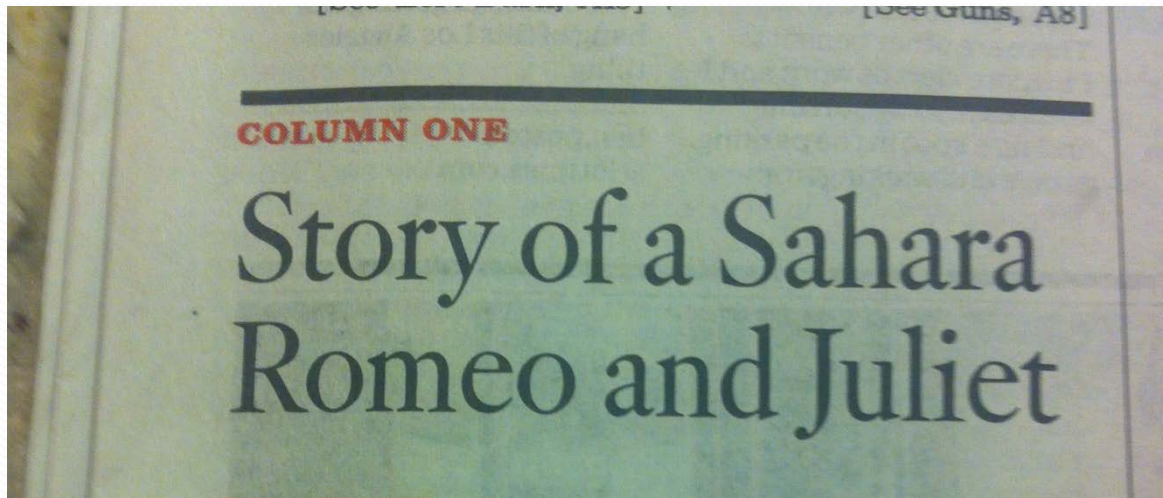 [See Guns, A8]
COLUMN ONE
Story of a Sahara
Romeo and Juliet